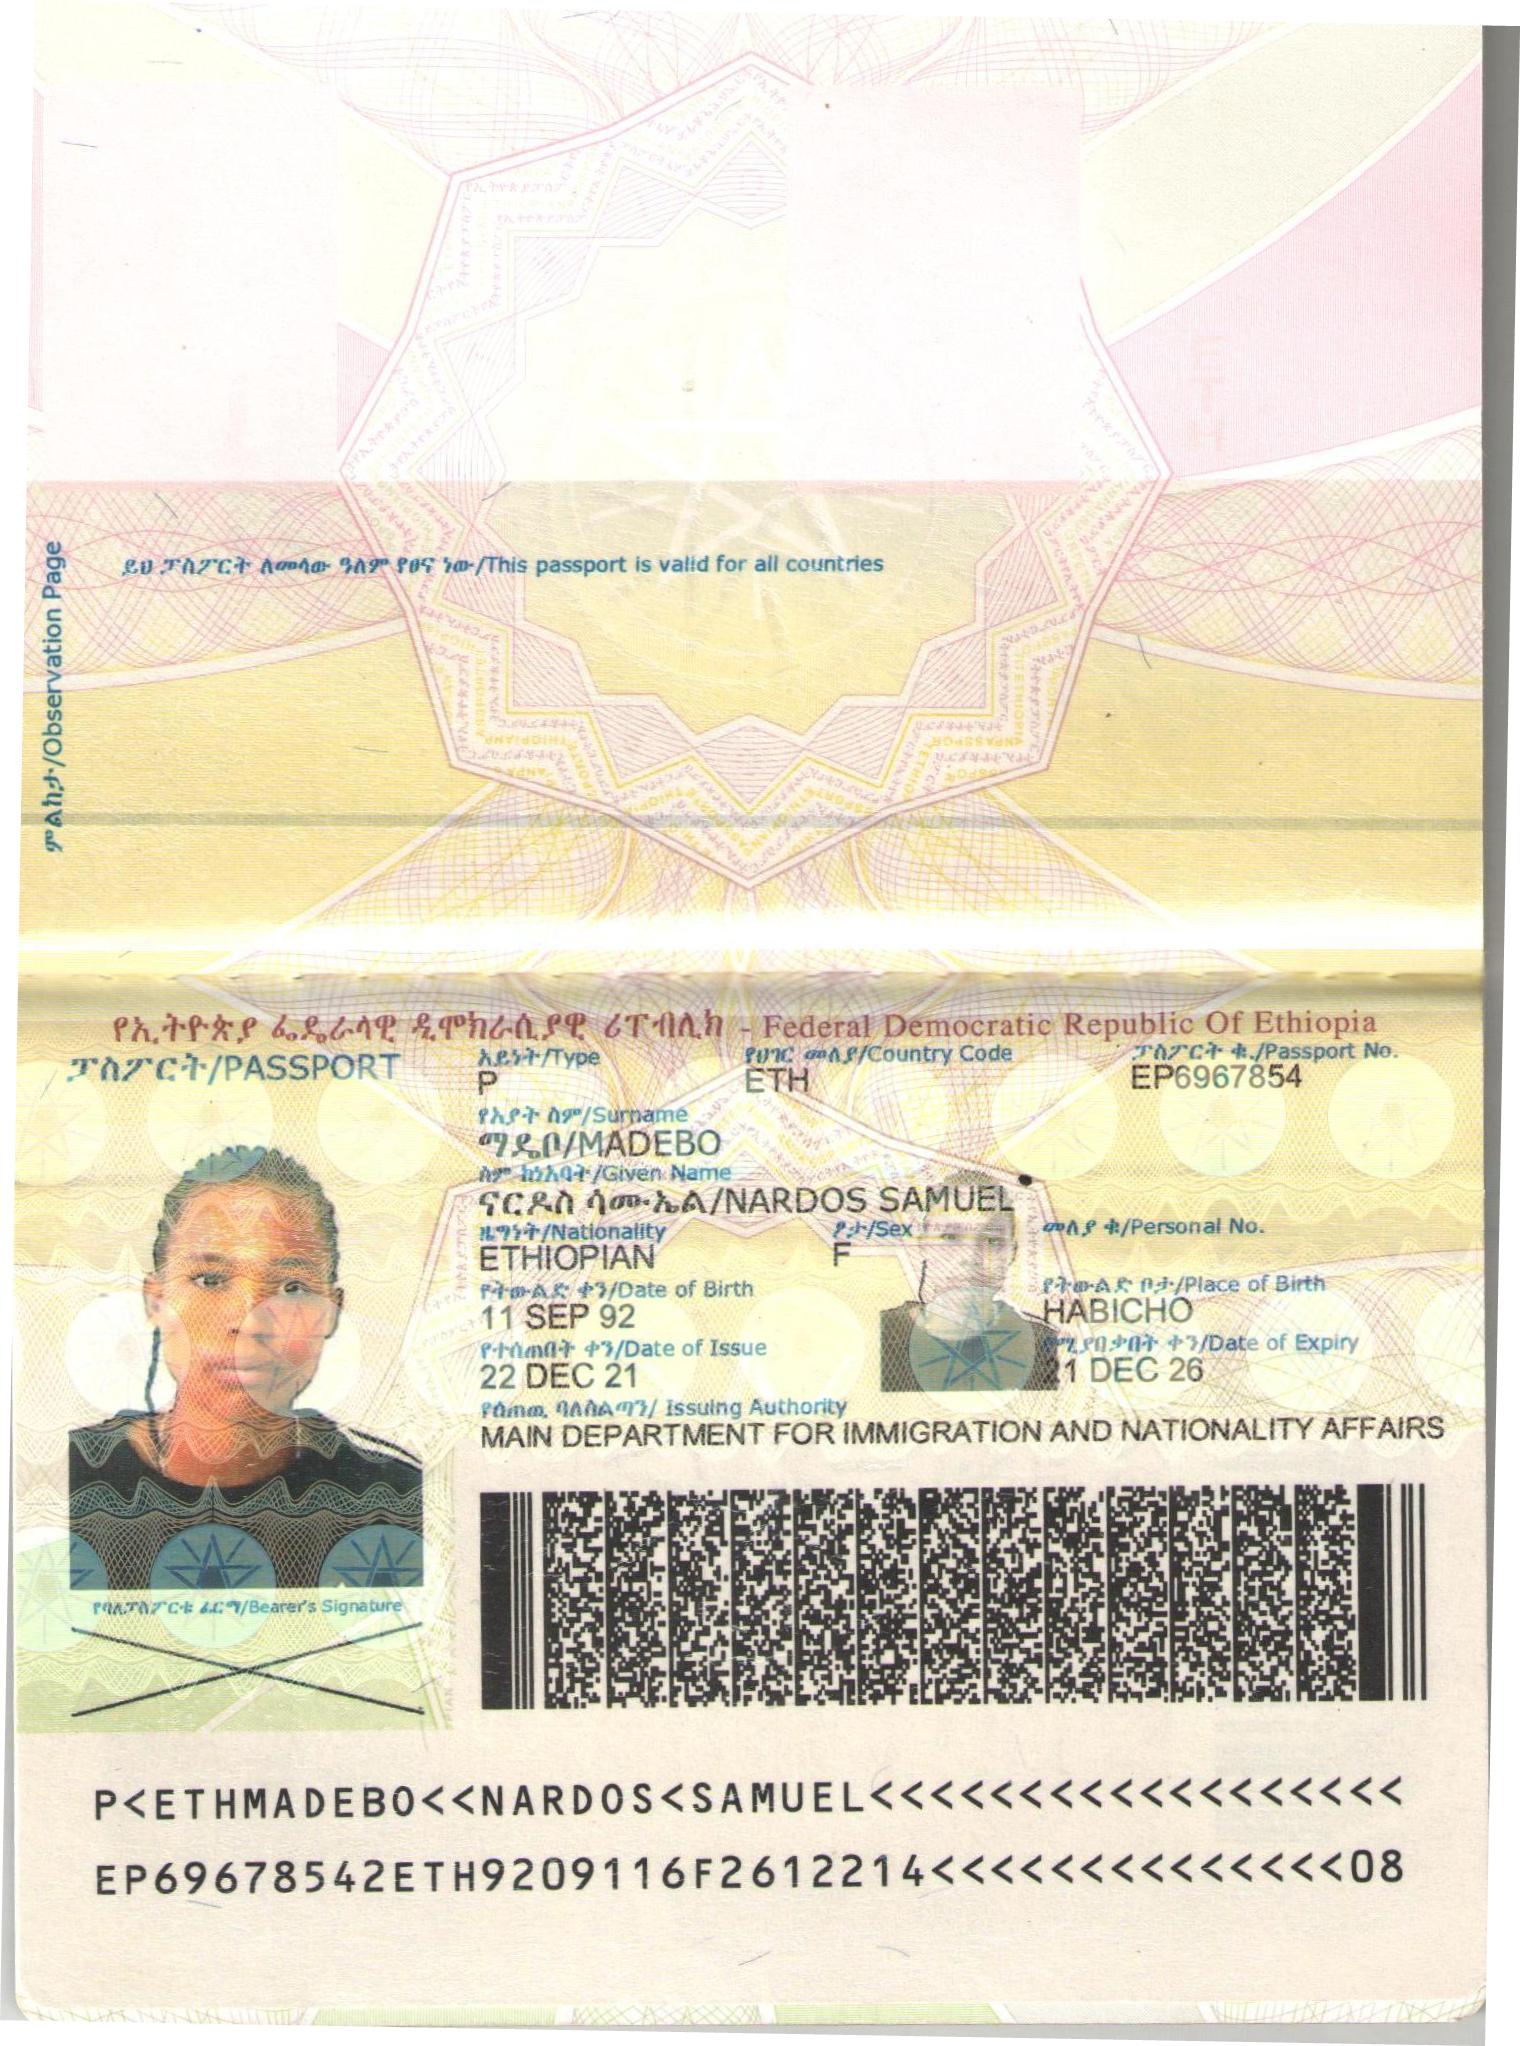 ምልከታ/Observation Page
ይህ ፓስፖርት ለመላው ዓለም የፀና ነው/This passport is valid for all countries
የኢትዮጵያ ፌዴራላዊ ዲሞክራሲያዊ ሪፐብሊክ - Federal Democratic Republic Of Ethiopia
ፓስፖርት/PASSPORT
አይነት/Type
የሀገር መለያ/Country Code
ፓስፖርት ቁ./Passport No.
P
ETH
EP6967854
የአያት ስም/Surname
ማዴቦ/MADEBO
ስም ከነአባት/Given Name
ናርዶስ ሳሙኤል/NARDOS SAMUEL
ዜግነት/Nationality
ፆታ/Sex
መለያ ቁ/Personal No.
ETHIOPIAN
F
የትውልድ ቀን/Date of Birth
የትውልድ ቦታ/Place of Birth
11 SEP 92
HABICHO
የተሰጠበት ቀን/Date of Issue
የሚያበቃበት ቀን/Date of Expiry
22 DEC 21
21 DEC 26
የሰጠው ባለስልጣን/ Issuing Authority
MAIN DEPARTMENT FOR IMMIGRATION AND NATIONALITY AFFAIRS
የባለፓስፖርቱ ፊርማ/Bearer's Signature
P<ETHMADEBO<<NARDOS<SAMUEL<<<<<<<<<<<<<<<<<<
EP69678542ETH9209116F2612214<<<<<<<<<<<<<<08